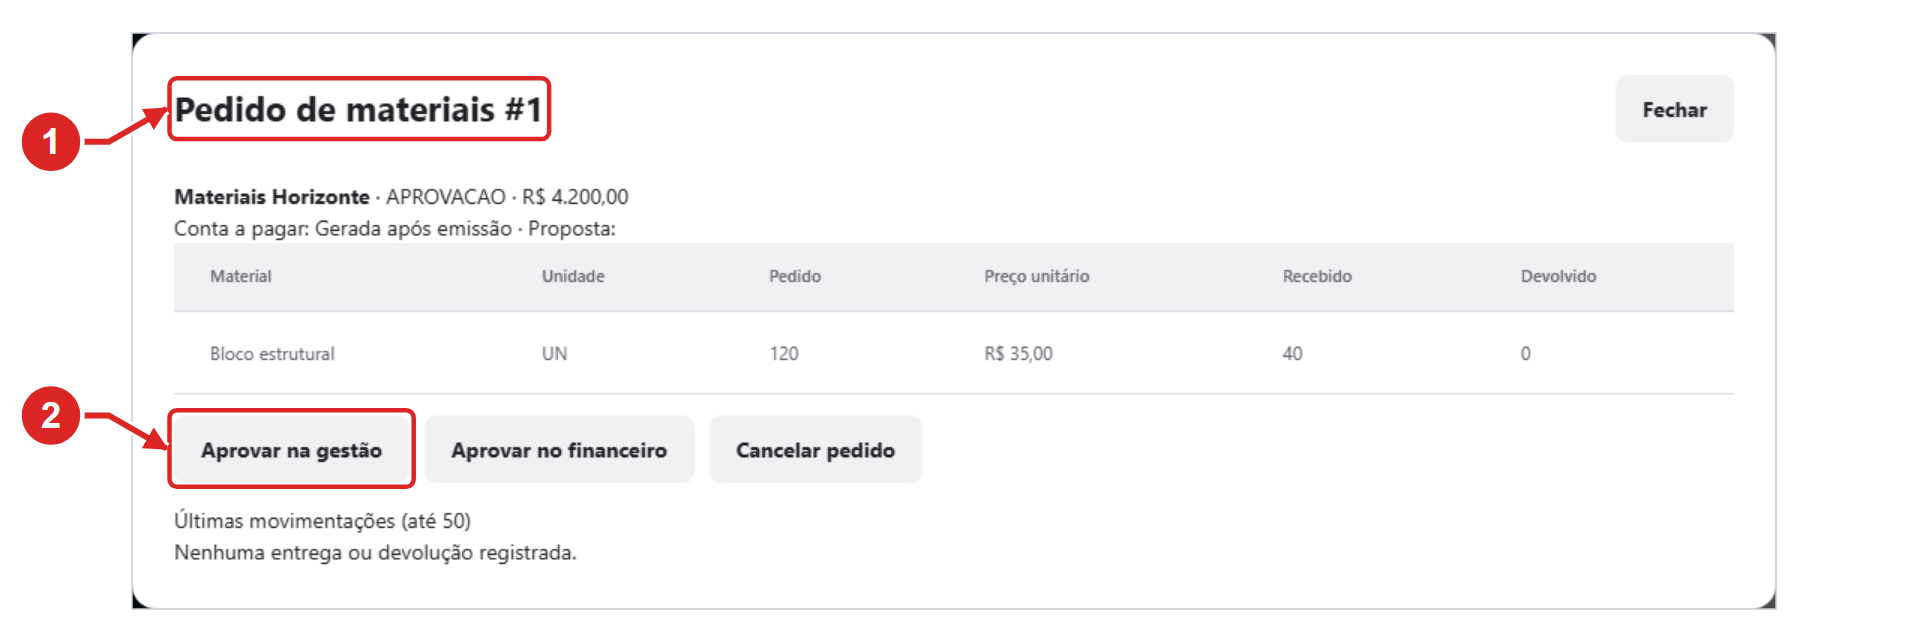 1
Pedido de materiais #1
Fechar
Materiais Horizonte · APROVACAO · R$ 4.200,00
Conta a pagar: Gerada após emissão · Proposta:
Material Unidade Pedido Preço unitário Recebido Devolvido
Bloco estrutural UN 120 R$ 35,00 40 0
2
Aprovar na gestão Aprovar no financeiro Cancelar pedido
Últimas movimentações (até 50)
Nenhuma entrega ou devolução registrada.